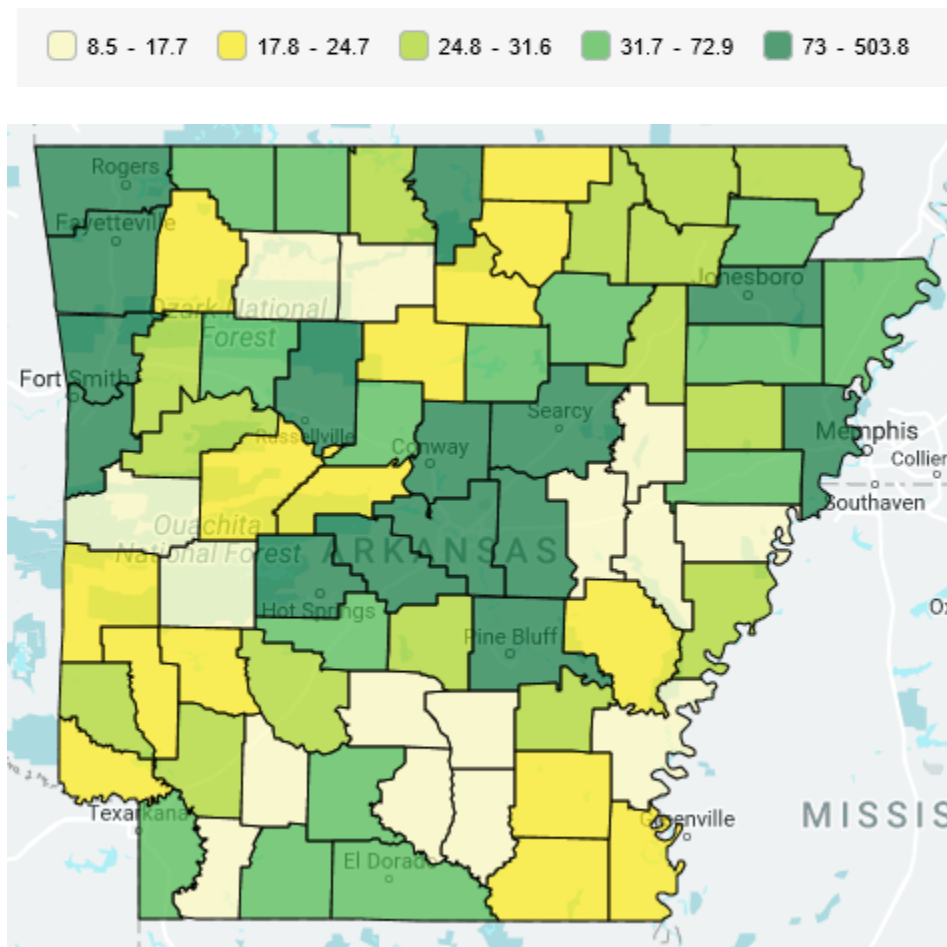 8.5 - 17.7
17.8 - 24.7
24.8 - 31.6
31.7 - 72.9
73 - 503.8
Rogers
Fayetteville
Jonesboro
Ozark National
Forest
Fort Smith
Searcy
Russellville
Memphis
Conway
Collier
Southaven
Ouachita
National Forest
ARKANSAS
Hot Springs
Ox
Pine Bluff
Texarkana
Greenville
MISSIS
El Dorado